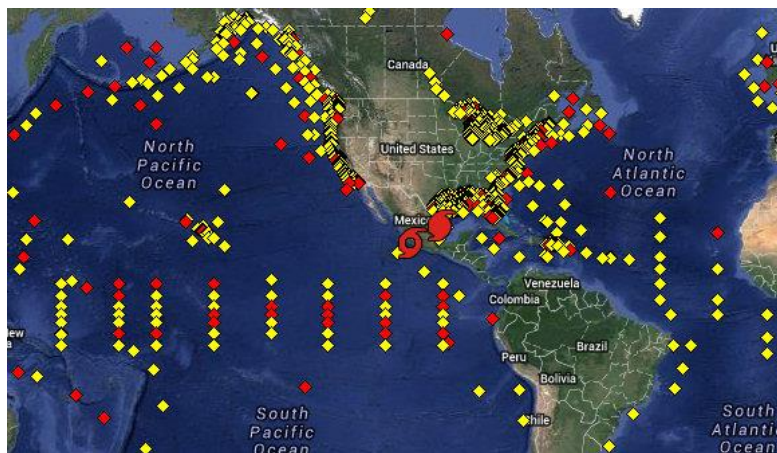 Canada
North
Pacific
Ocean
United States
North
Atlantic
Ocean
Mexico
Venezuela
Colombia
Peru
Brazil
Bolivia
Chile
South
Pacific
Ocean
South
Atlantic
Ocean